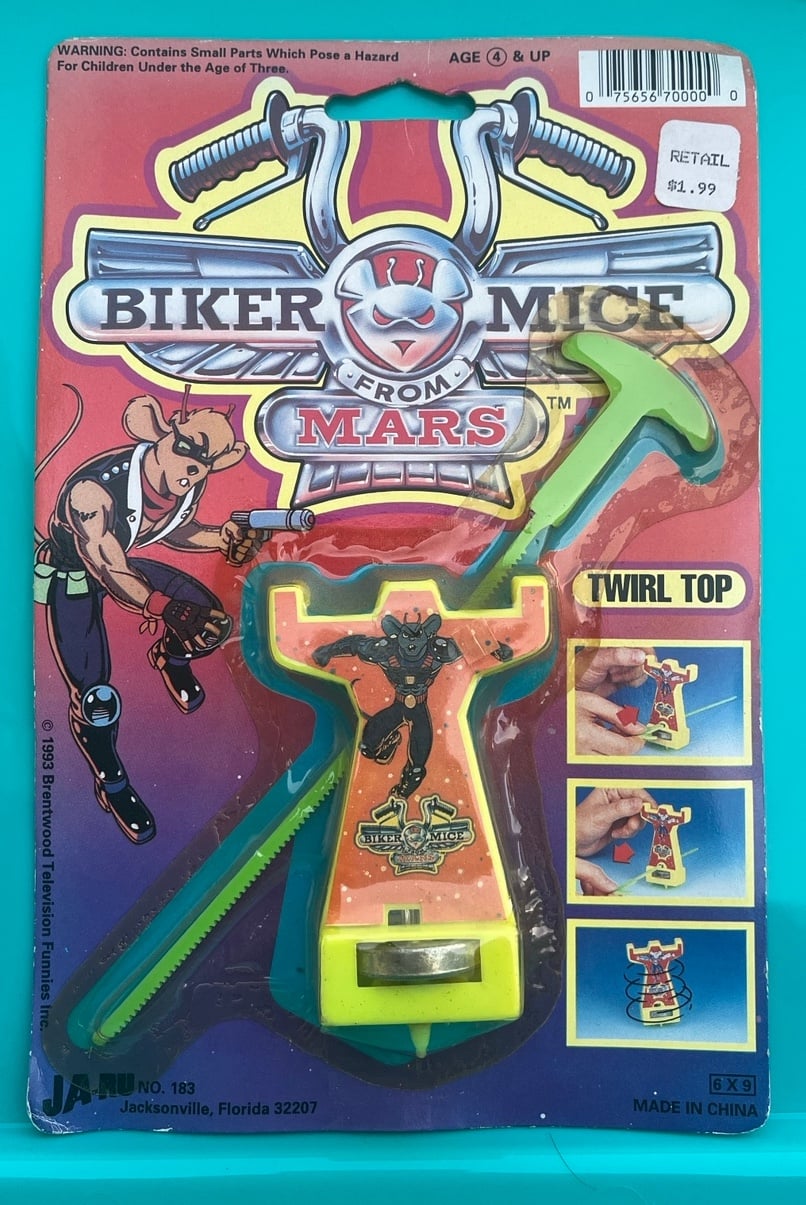 WARNING: Contains Small Parts Which Pose a Hazard
For Children Under the Age of Three.
AGE 4 & UP
0 75656 70000 0
RETAIL
$1.99
BIKER MICE
FROM
MARS
TM
TWIRL TOP
BIKER MICE
© 1993 Brentwood Television Funnies Inc.
JA-RU NO. 183
Jacksonville, Florida 32207
6 X 9
MADE IN CHINA